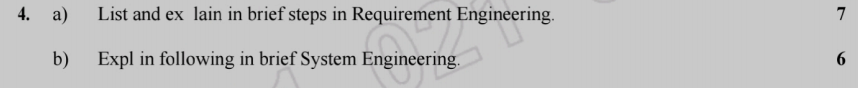 4. a) List and ex lain in brief steps in Requirement Engineering. 7
b) Expl in following in brief System Engineering. 6